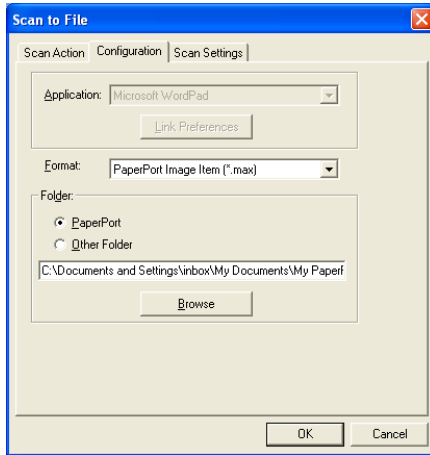 Scan to File
Scan Action Configuration Scan Settings
Application: Microsoft WordPad
Link Preferences
Format: PaperPort Image Item (*.max)
Folder:
PaperPort
Other Folder
C:\Documents and Settings\inbox\My Documents\My PaperF
Browse
OK Cancel